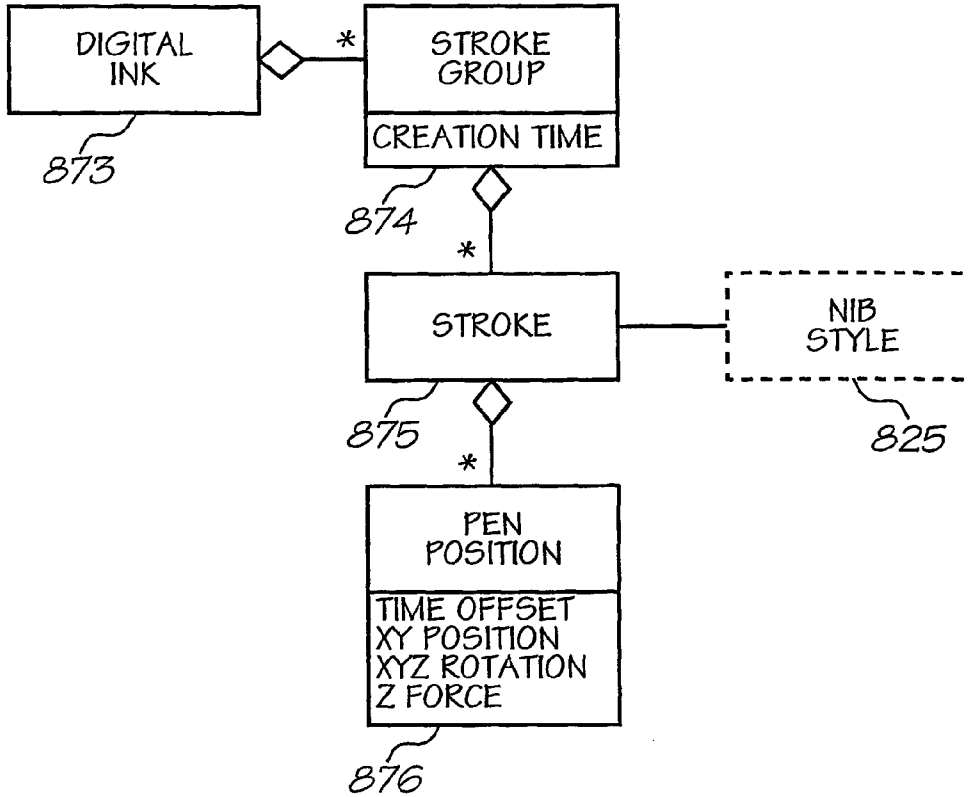 DIGITAL
INK
873
*
STROKE
GROUP
CREATION TIME
874
*
STROKE
875
NIB
STYLE
825
*
PEN
POSITION
TIME OFFSET
XY POSITION
XYZ ROTATION
Z FORCE
876